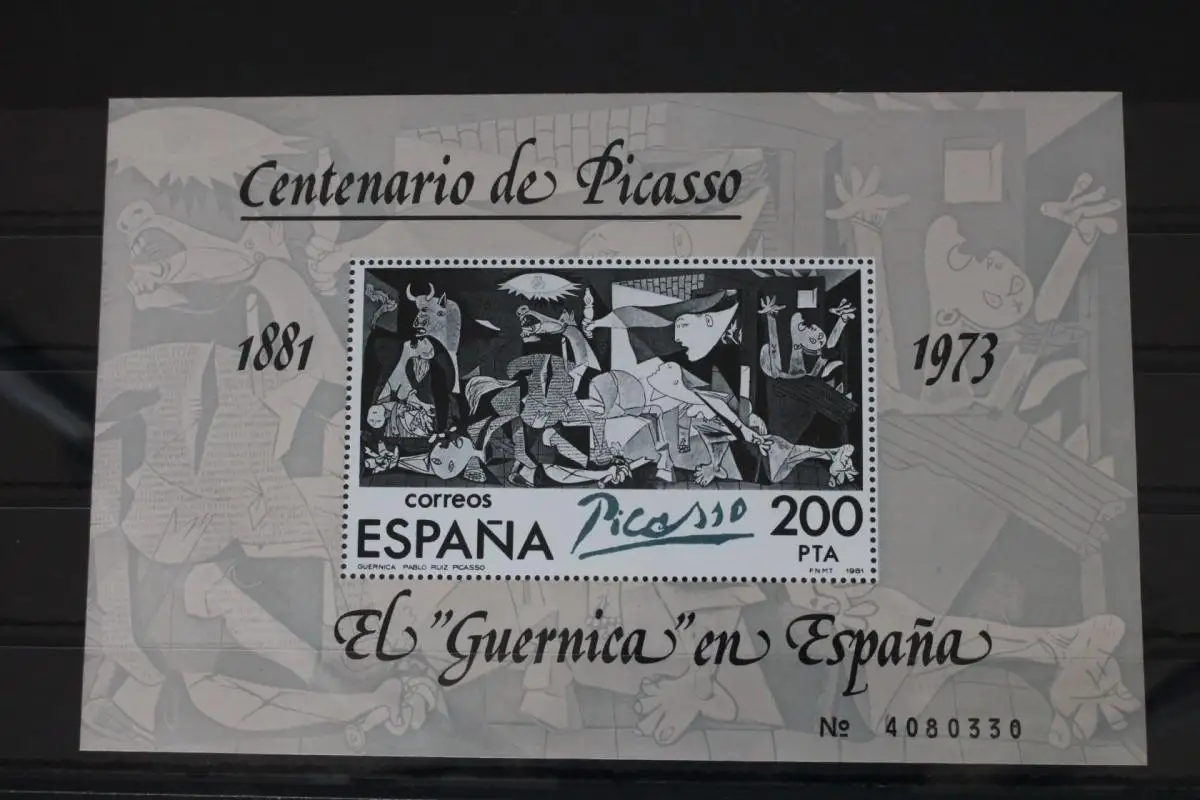 Centenario de Picasso
1881
1973
correos
ESPAÑA
Picasso
200
PTA
GUERNICA PABLO RUIZ PICASSO
F.N.M.T. 1981
El "Guernica" en España
Nº 4080330